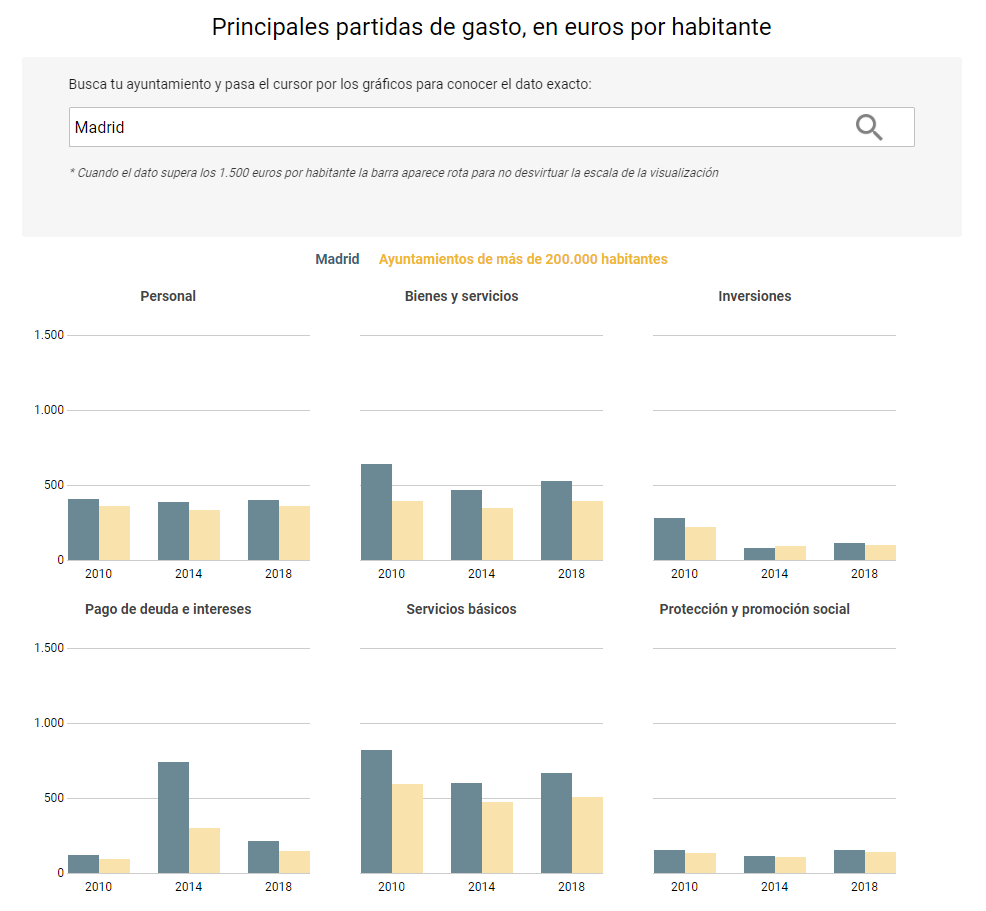 Principales partidas de gasto, en euros por habitante
Busca tu ayuntamiento y pasa el cursor por los gráficos para conocer el dato exacto:
Madrid
* Cuando el dato supera los 1.500 euros por habitante la barra aparece rota para no desvirtuar la escala de la visualización
Madrid Ayuntamientos de más de 200.000 habitantes
Personal Bienes y servicios Inversiones
1.500
1.000
500
0
2010 2014 2018 2010 2014 2018 2010 2014 2018
Pago de deuda e intereses Servicios básicos Protección y promoción social
1.500
1.000
500
0
2010 2014 2018 2010 2014 2018 2010 2014 2018